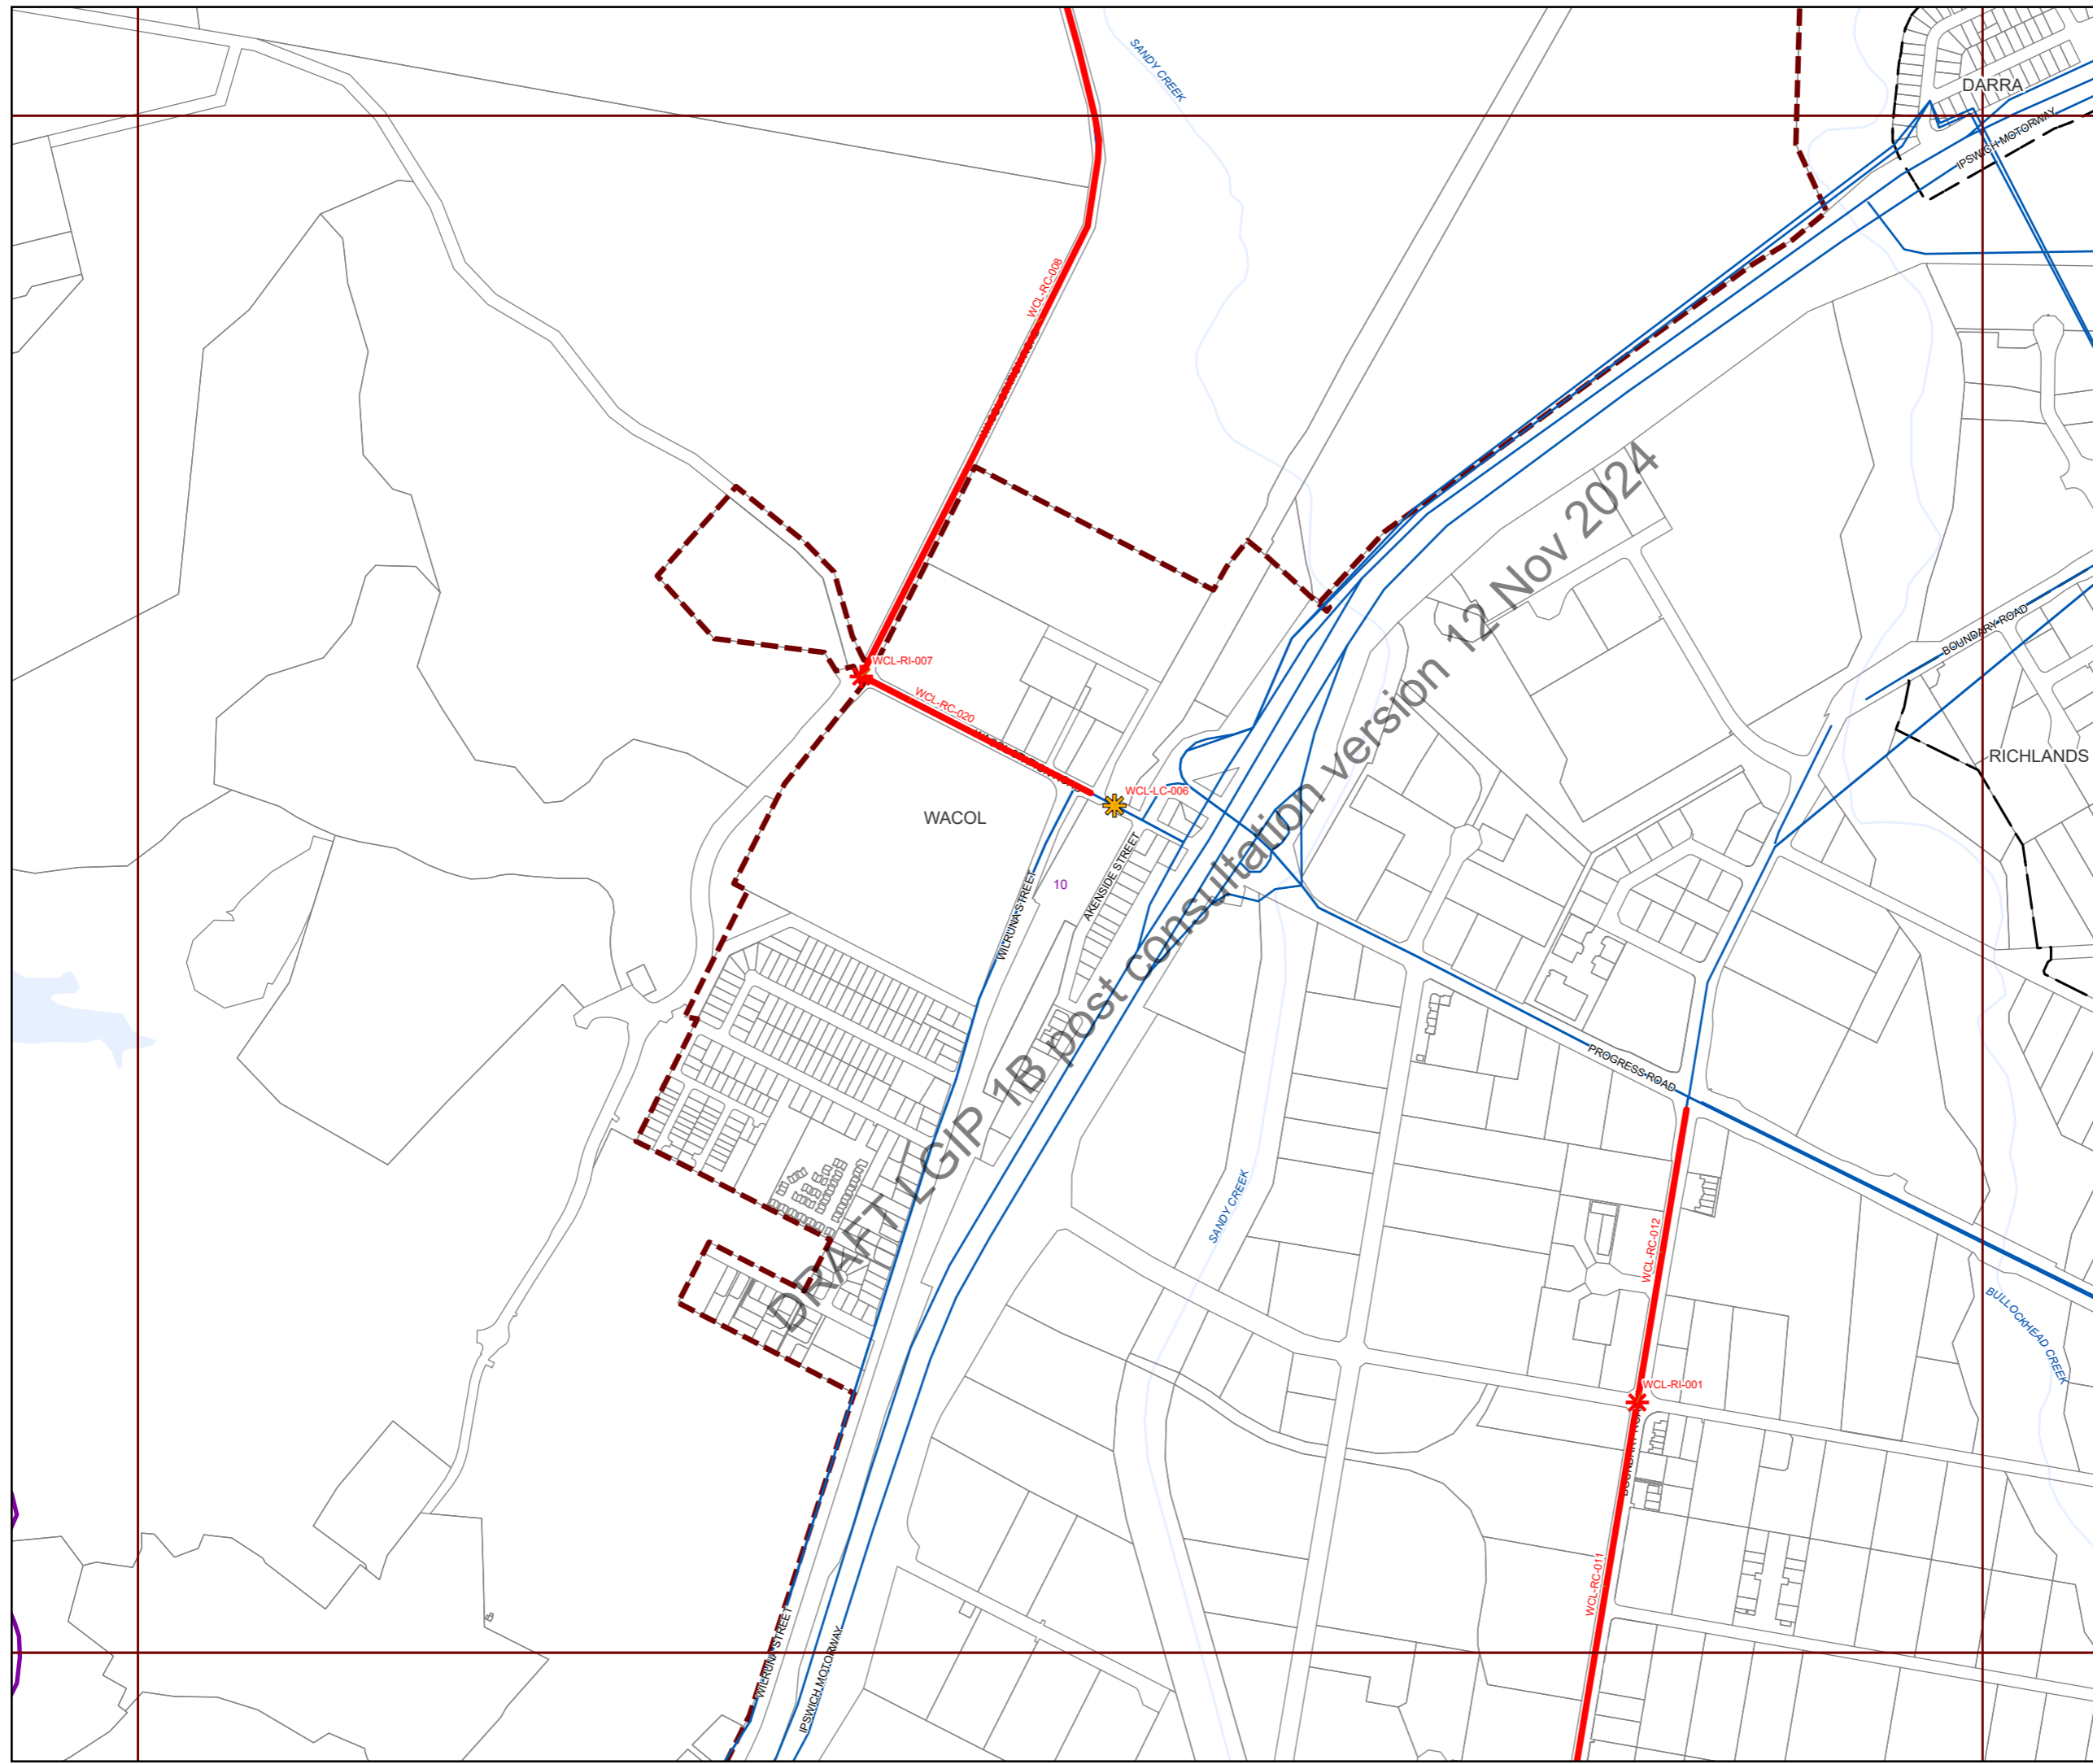 SANDY CREEK
DARRA
IPSWICH MOTORWAY
WCL-RC-008
DRAFT LGIP 1B post consultation version 12 Nov 2024
BOUNDARY ROAD
WCL-RI-007
WCL-RC-020
RICHLANDS
WCL-LC-006
WACOL
AKENSIDE STREET
10
WILRUNA STREET
PROGRESS ROAD
SANDY CREEK
WCL-RC-012
BULLOCKHEAD CREEK
WCL-RI-001
BOUNDARY ROAD
WCL-RC-011
WILRUNA STREET
IPSWICH MOTORWAY